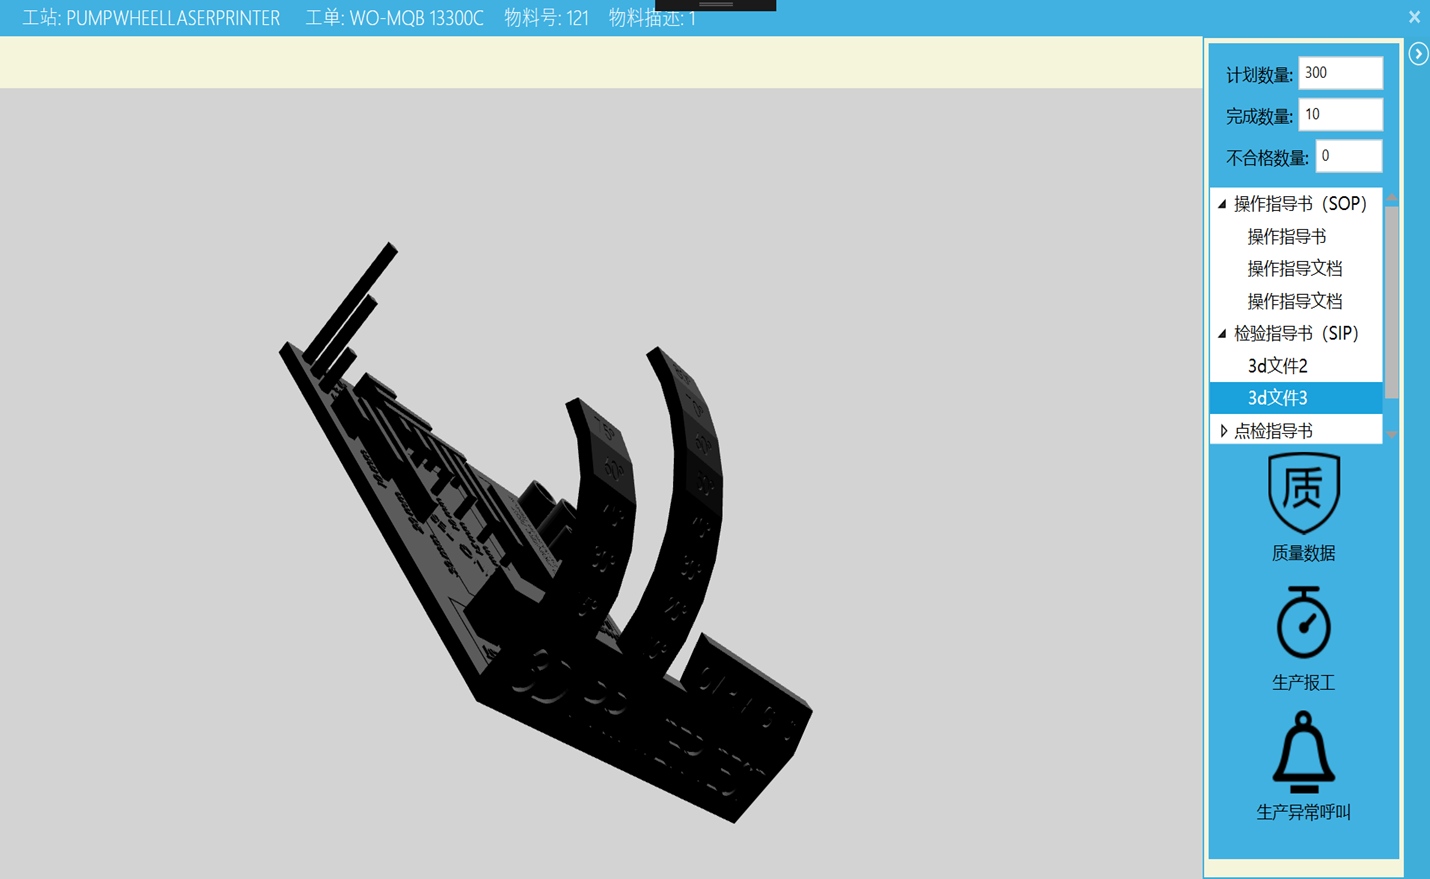 工站: PUMPWHEELLASERPRINTER 工单: WO-MQB 13300C 物料号: 121 物料描述: 1
计划数量: 300
完成数量: 10
不合格数量: 0
操作指导书（SOP）
操作指导书
操作指导文档
操作指导文档
检验指导书（SIP）
3d文件2
3d文件3
点检指导书
质
质量数据
生产报工
生产异常呼叫